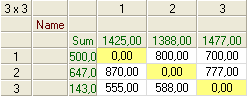 3 x 3 1 2 3
Name
Sum 1425,00 1388,00 1477,00
1 500,0 0,00 800,00 700,00
2 647,0 870,00 0,00 777,00
3 143,0 555,00 588,00 0,00